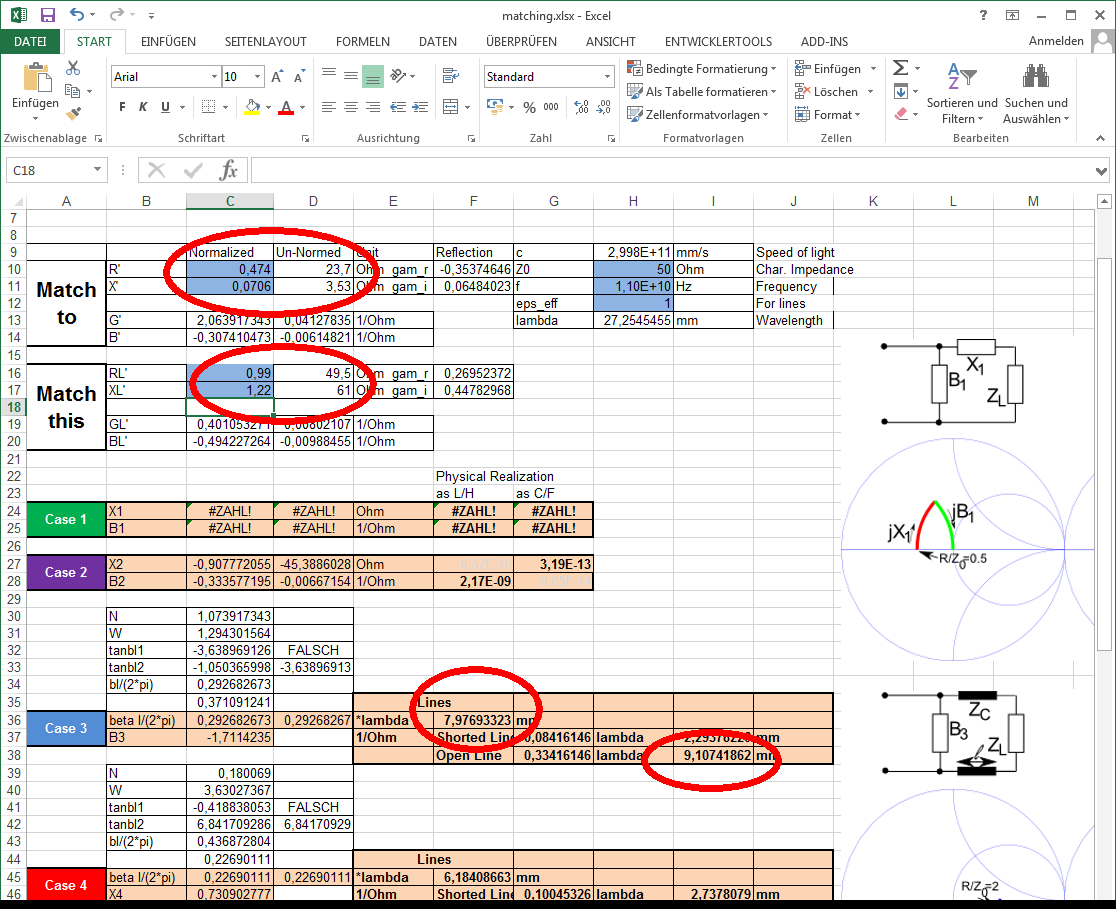 matching.xlsx - Excel
?
DATEI START EINFÜGEN SEITENLAYOUT FORMELN DATEN ÜBERPRÜFEN ANSICHT ENTWICKLERTOOLS ADD-INS Anmelden
Einfügen
Arial 10
F K U
Standard
% 000
Bedingte Formatierung
Als Tabelle formatieren
Zellenformatvorlagen
Einfügen
Löschen
Format
Sortieren und Filtern
Suchen und Auswählen
Zwischenablage Schriftart Ausrichtung Zahl Formatvorlagen Zellen Bearbeiten
C18 fx
A B C D E F G H I J K L M
7
8
9 Normalized Un-Normed Unit Reflection c 2,998E+11 mm/s Speed of light
Match to
10 R' 0,474 23,7 Ohm gam_r -0,35374646 Z0 50 Ohm Char. Impedance
11 X' 0,0706 3,53 Ohm gam_i 0,06484023 f 1,10E+10 Hz Frequency
12 eps_eff 1 For lines
13 G' 2,063917343 0,04127835 1/Ohm lambda 27,2545455 mm Wavelength
14 B' -0,307410473 -0,00614821 1/Ohm
15
Match this
16 RL' 0,99 49,5 Ohm gam_r 0,26952372
17 XL' 1,22 61 Ohm gam_i 0,44782968
18
19 GL' 0,401053271 0,00802107 1/Ohm
20 BL' -0,494227264 -0,00988455 1/Ohm
21
22 Physical Realization
23 as L/H as C/F
Case 1
24 X1 #ZAHL! #ZAHL! Ohm #ZAHL! #ZAHL!
25 B1 #ZAHL! #ZAHL! 1/Ohm #ZAHL! #ZAHL!
26
Case 2
27 X2 -0,907772055 -45,3886028 Ohm 3,19E-13
28 B2 -0,333577195 -0,00667154 1/Ohm 2,17E-09
29
30 N 1,073917343
31 W 1,294301564
32 tanbl1 -3,638969126 FALSCH
33 tanbl2 -1,050365998 -3,63896913
34 bl/(2*pi) 0,292682673
35 0,371091241 Lines
Case 3
36 beta l/(2*pi) 0,292682673 0,29268267 *lambda 7,97693323 mm
37 B3 -1,7114235 1/Ohm Shorted Line 0,08416146 lambda mm
38 Open Line 0,33416146 lambda 9,10741862 mm
39 N 0,180069
40 W 3,63027367
41 tanbl1 -0,418838053 FALSCH
42 tanbl2 6,841709286 6,84170929
43 bl/(2*pi) 0,436872804
44 0,22690111 Lines
Case 4
45 beta l/(2*pi) 0,22690111 0,22690111 *lambda 6,18408663 mm
46 X4 0,730902777 1/Ohm Shorted Line 0,10045326 lambda 2,7378079 mm
X1
B1
ZL
jX1
jB1
R/Z0=0.5
ZC
B3
ZL
l
R/Z0=2